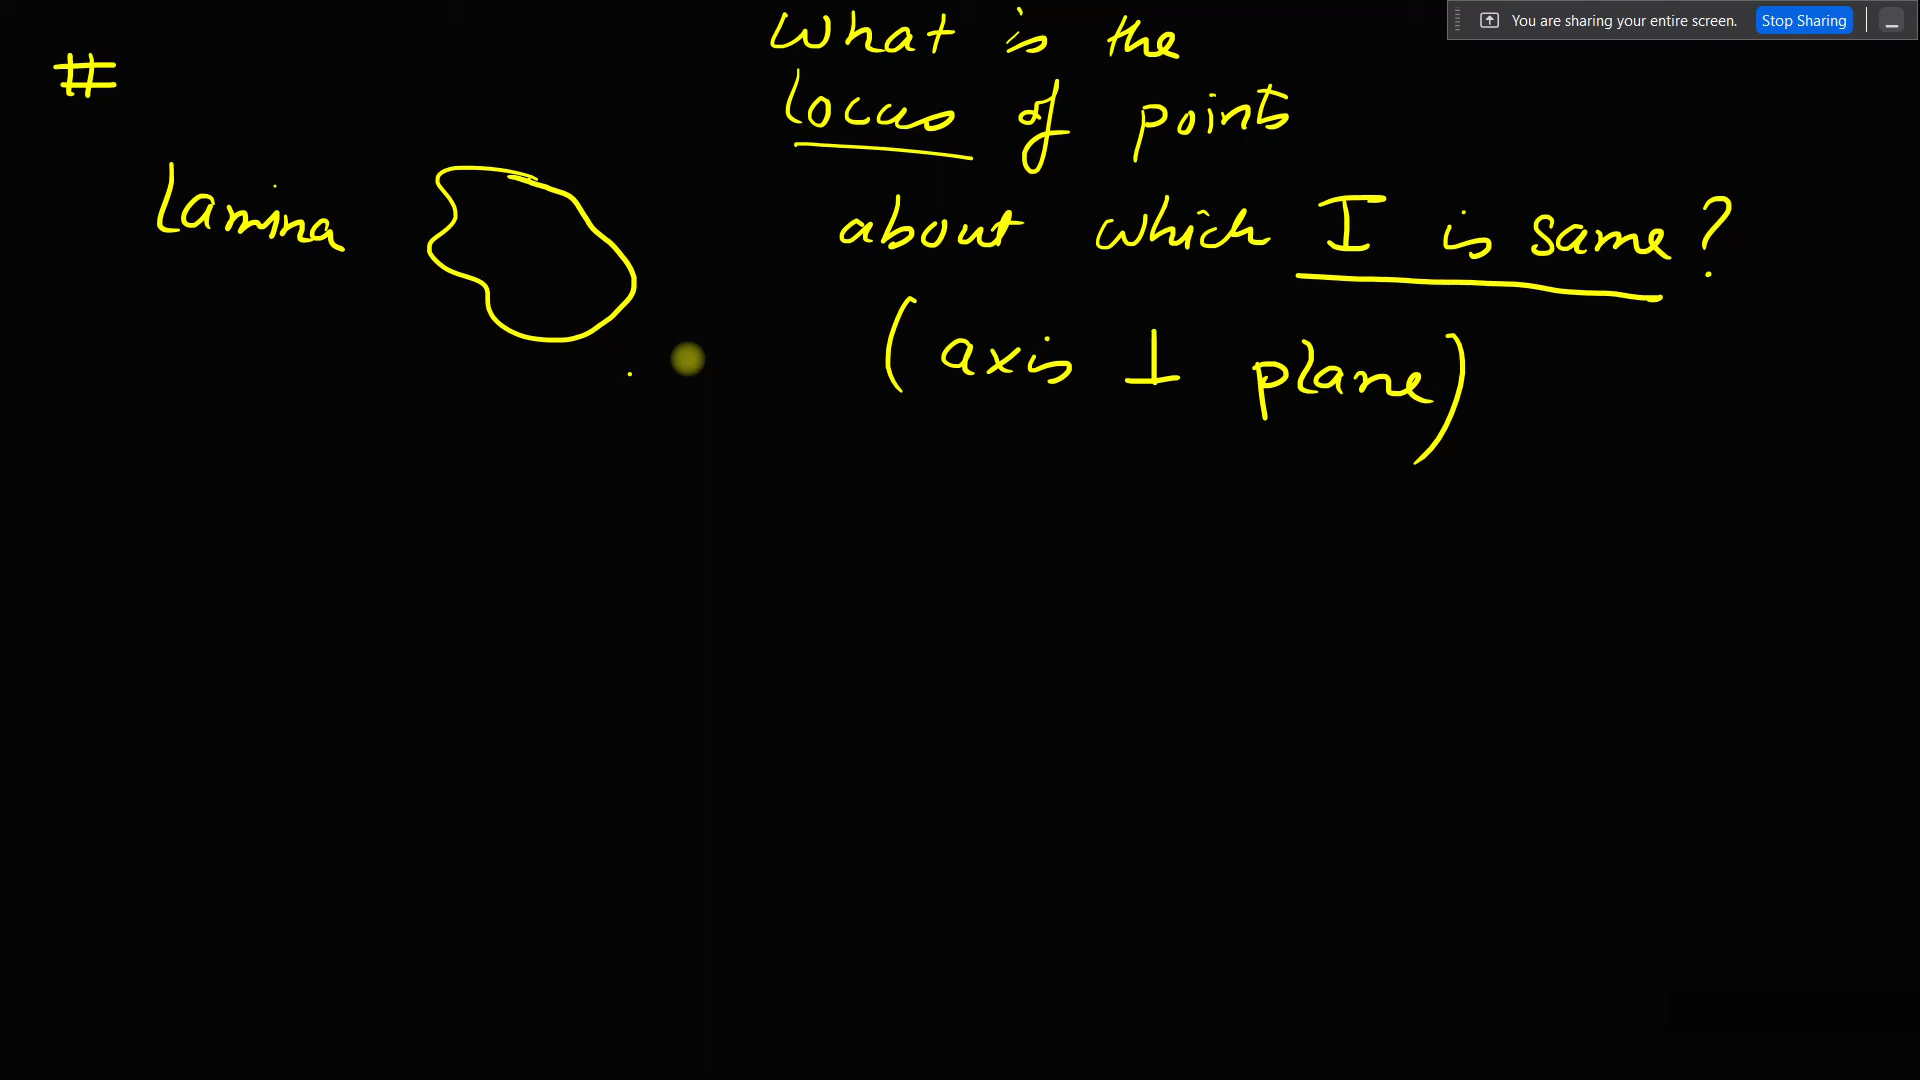 You are sharing your entire screen. Stop Sharing
#
What is the
locus of points
Lamina
about which I is same?
(axis ⊥ plane)